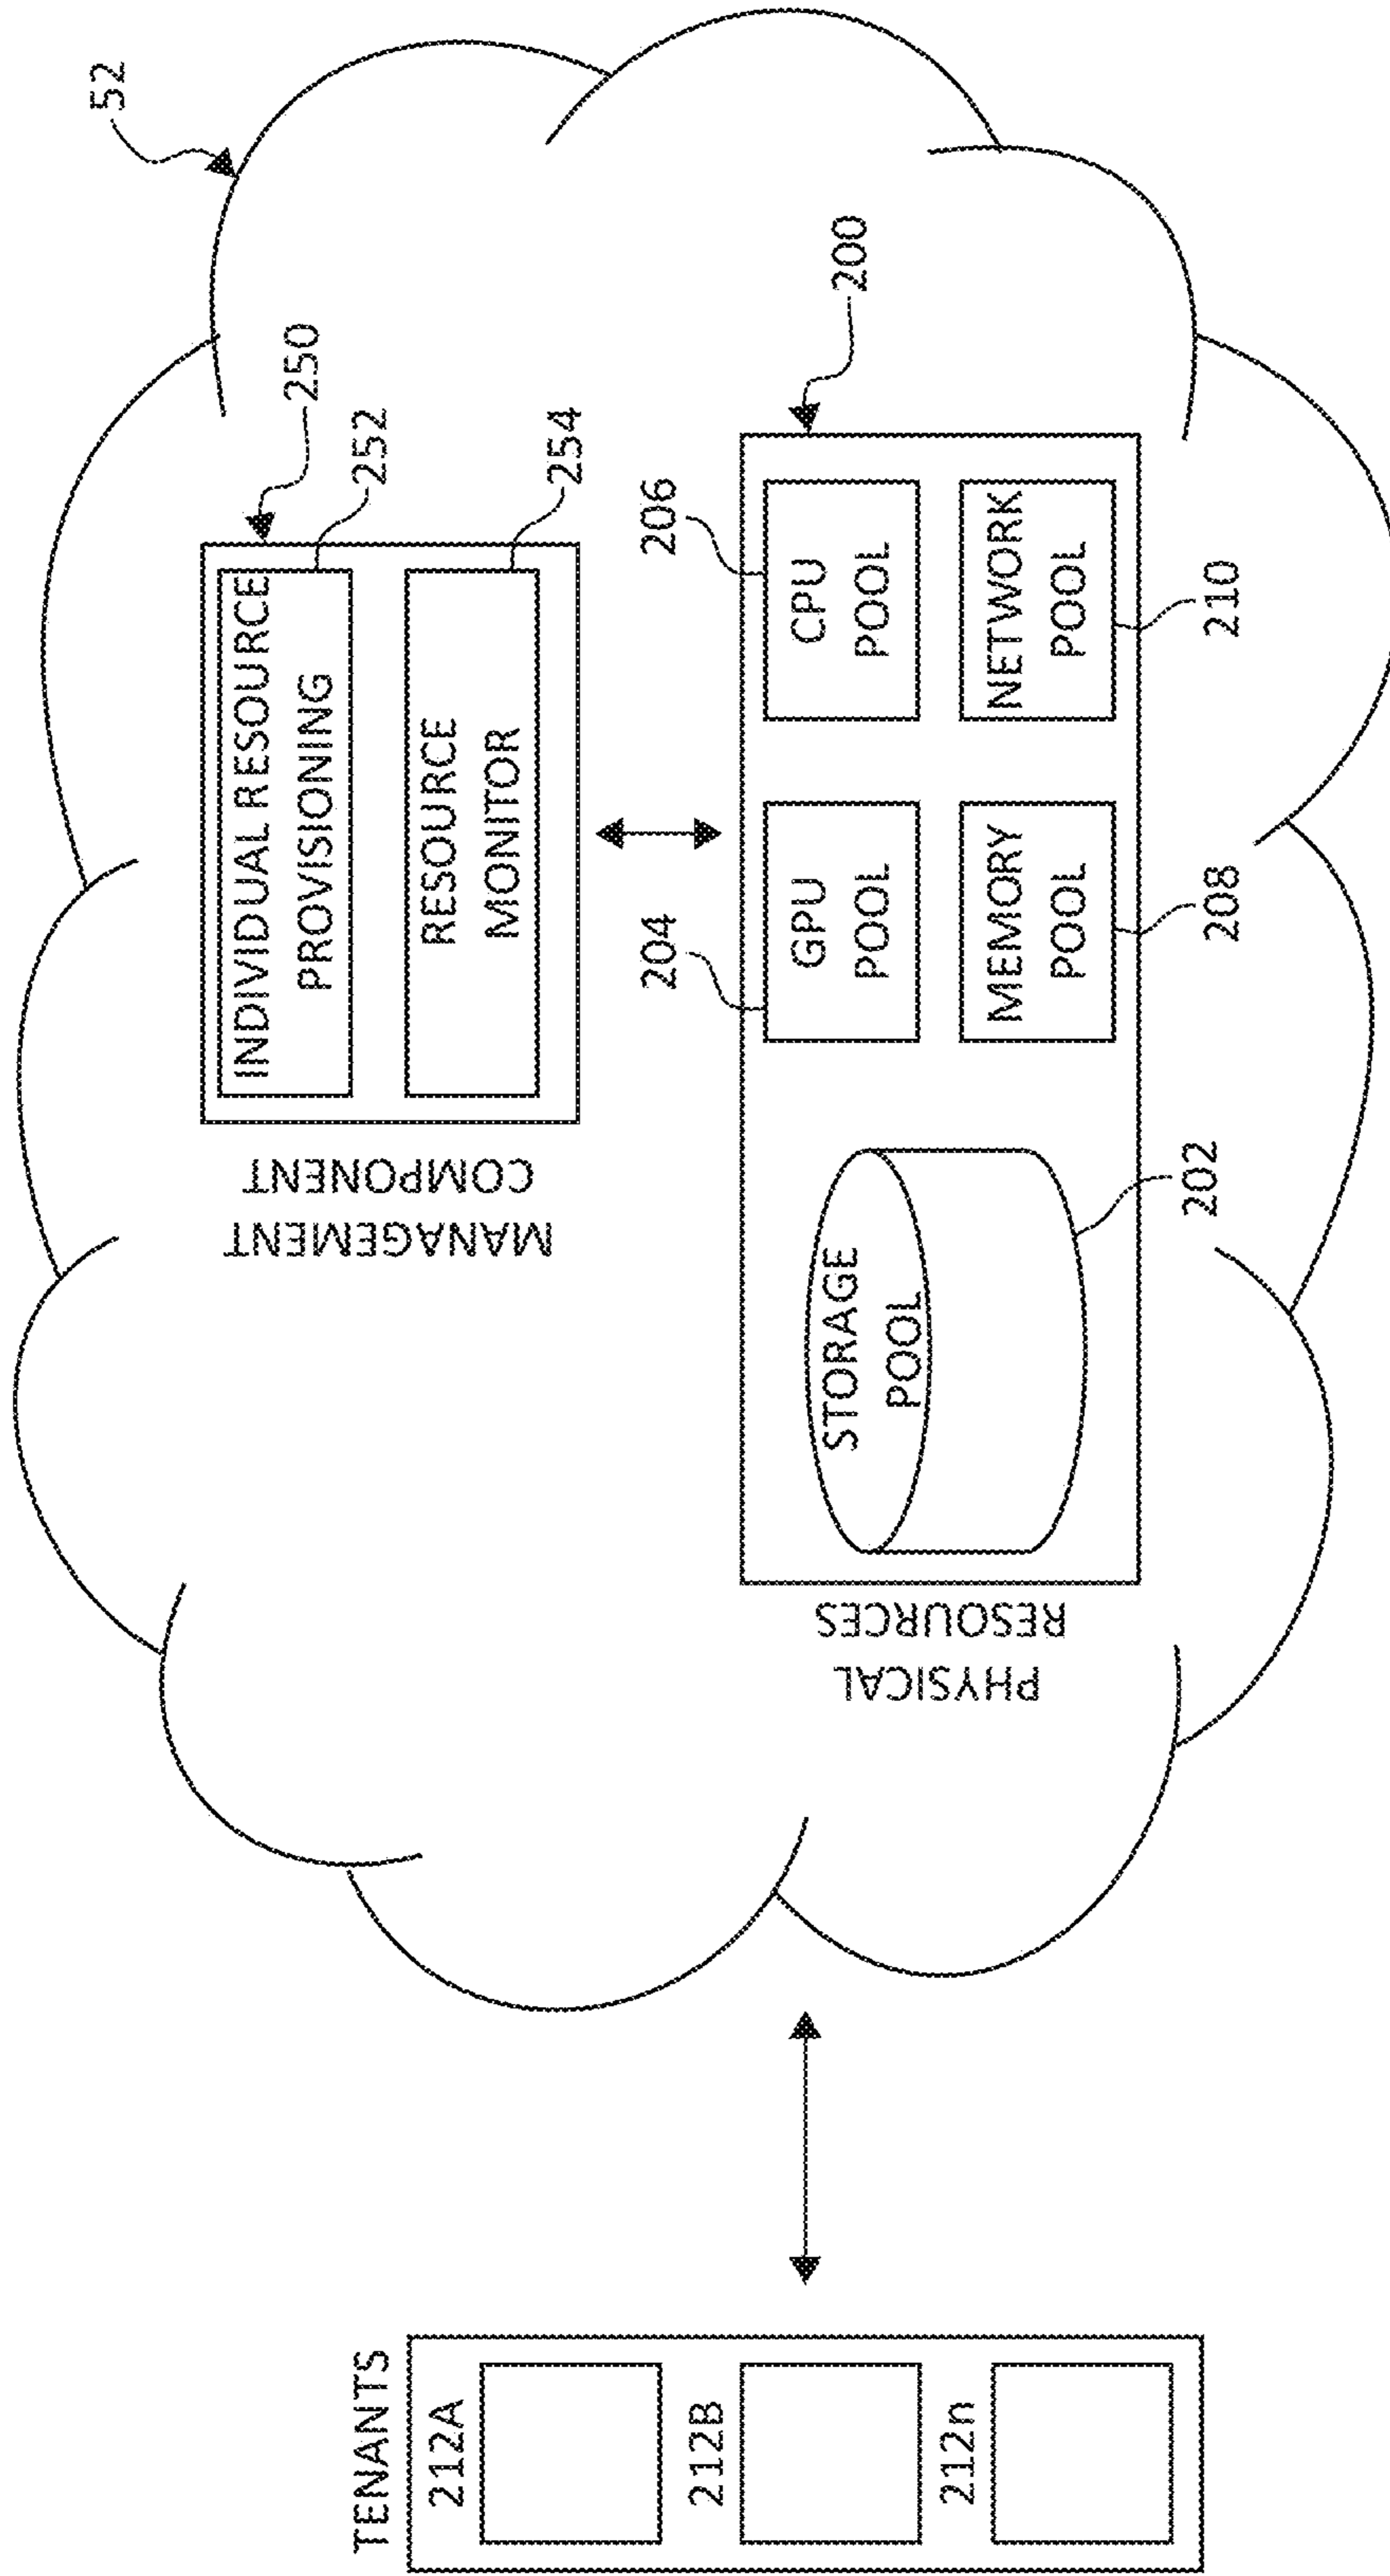 52
250
INDIVIDUAL RESOURCE
PROVISIONING
252
RESOURCE
MONITOR
254
MANAGEMENT
COMPONENT
TENANTS
212A
212B
212n
PHYSICAL
RESOURCES
200
STORAGE
POOL
202
204
GPU
POOL
206
CPU
POOL
MEMORY
POOL
208
NETWORK
POOL
210